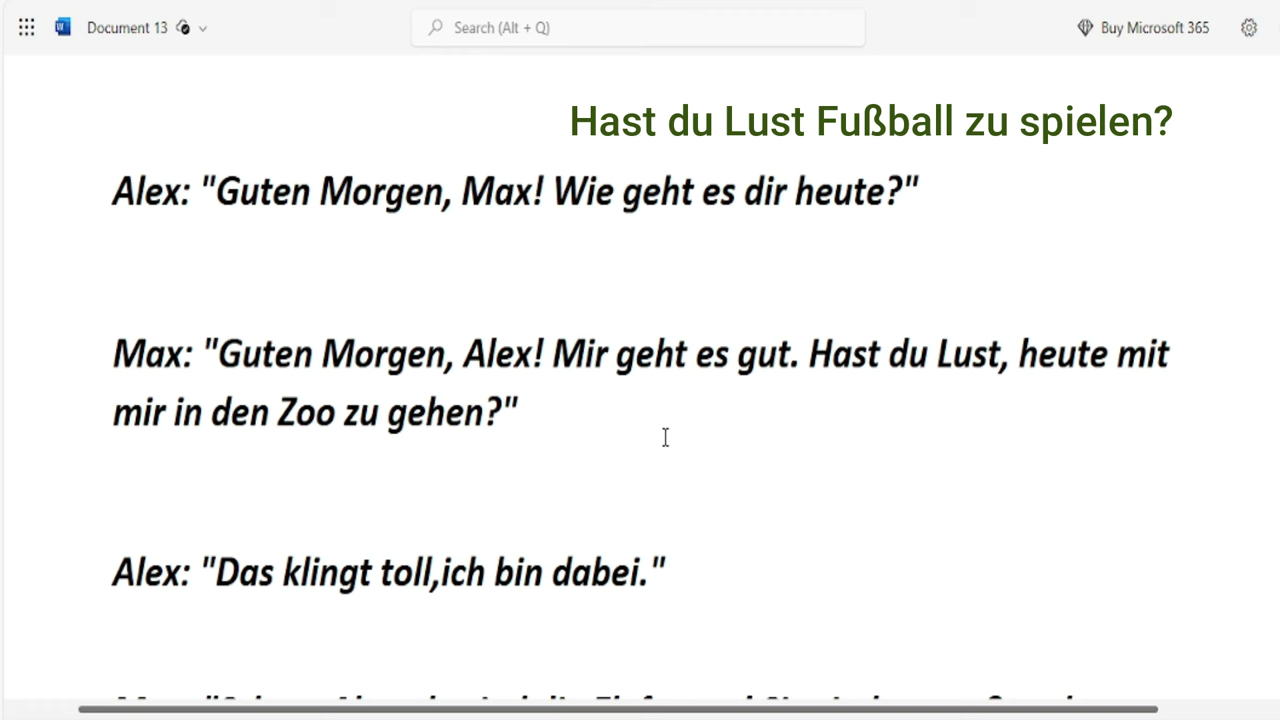 Document 13
Search (Alt + Q)
Buy Microsoft 365
Hast du Lust Fußball zu spielen?
Alex: "Guten Morgen, Max! Wie geht es dir heute?"
Max: "Guten Morgen, Alex! Mir geht es gut. Hast du Lust, heute mit
mir in den Zoo zu gehen?"
Alex: "Das klingt toll,ich bin dabei."